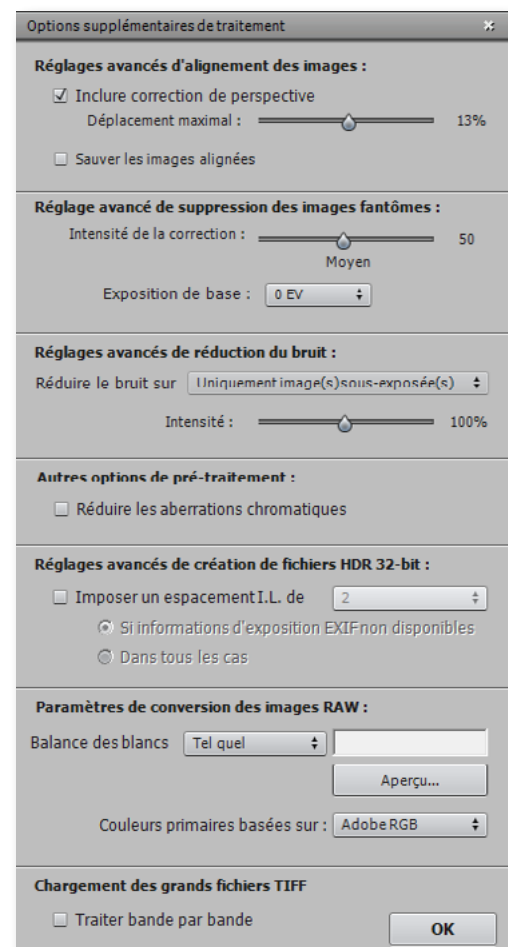 Options supplémentaires de traitement
Réglages avancés d'alignement des images :
Inclure correction de perspective
Déplacement maximal : 13%
Sauver les images alignées
Réglage avancé de suppression des images fantômes :
Intensité de la correction : 50
Moyen
Exposition de base : 0 EV
Réglages avancés de réduction du bruit :
Réduire le bruit sur Uniquement image(s)sous-exposée(s)
Intensité : 100%
Autres options de pré-traitement :
Réduire les aberrations chromatiques
Réglages avancés de création de fichiers HDR 32-bit :
Imposer un espacement I.L. de 2
Si informations d'exposition EXIF non disponibles
Dans tous les cas
Paramètres de conversion des images RAW :
Balance des blancs Tel quel
Aperçu...
Couleurs primaires basées sur : Adobe RGB
Chargement des grands fichiers TIFF
Traiter bande par bande
OK